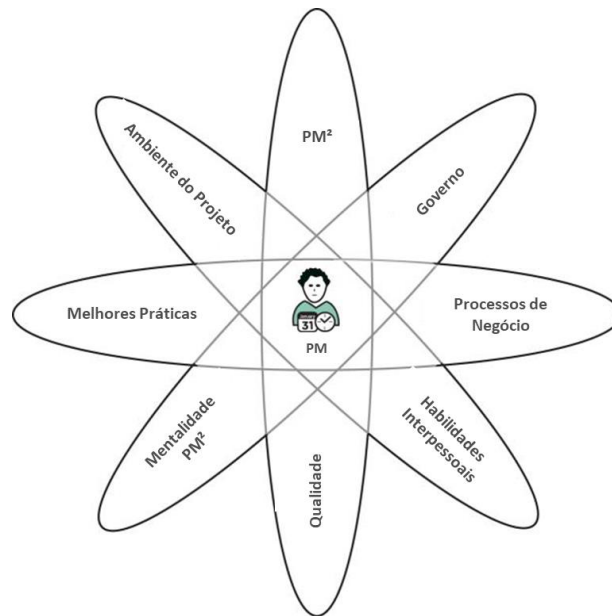 PM²
Ambiente do Projeto
Governo
Melhores Práticas
31
PM
Processos de
Negócio
Mentalidade
PM²
Habilidades
Interpessoais
Qualidade